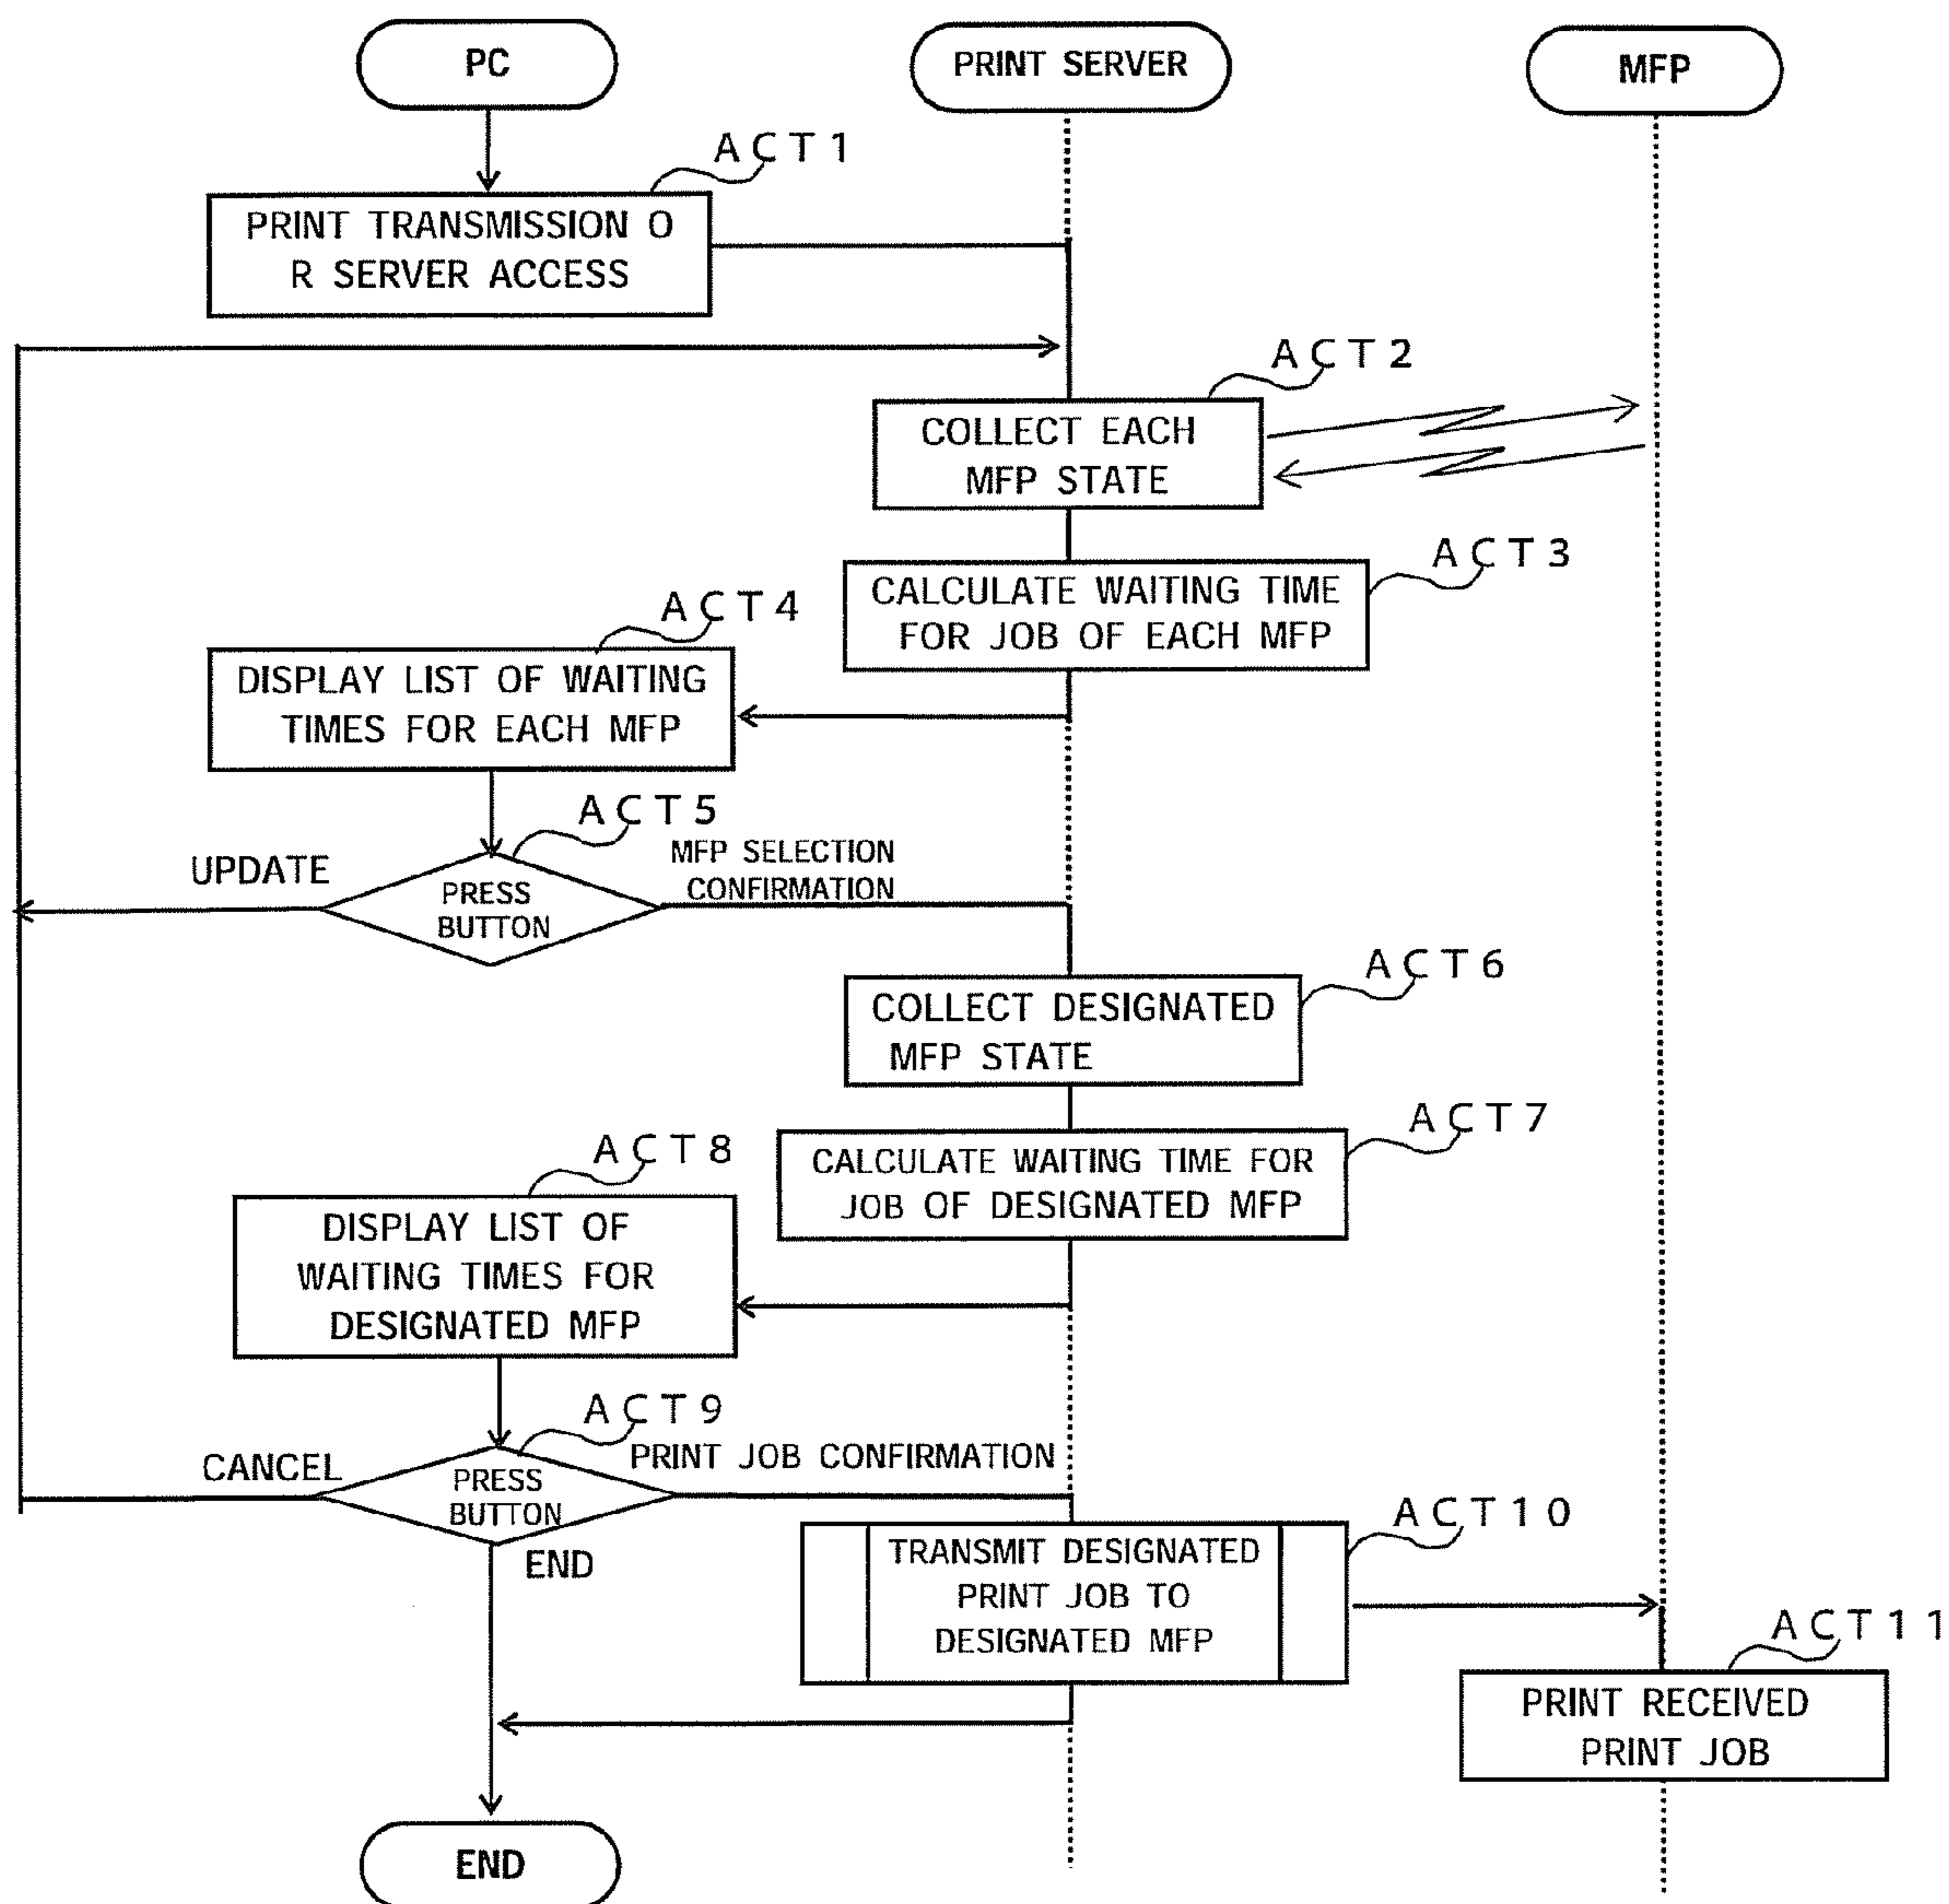 PC
PRINT SERVER
MFP
ACT1
PRINT TRANSMISSION O
R SERVER ACCESS
ACT2
COLLECT EACH
MFP STATE
ACT3
CALCULATE WAITING TIME
FOR JOB OF EACH MFP
ACT4
DISPLAY LIST OF WAITING
TIMES FOR EACH MFP
ACT5
UPDATE
PRESS
BUTTON
MFP SELECTION
CONFIRMATION
ACT6
COLLECT DESIGNATED
MFP STATE
ACT7
CALCULATE WAITING TIME FOR
JOB OF DESIGNATED MFP
ACT8
DISPLAY LIST OF
WAITING TIMES FOR
DESIGNATED MFP
ACT9
CANCEL
PRESS
BUTTON
PRINT JOB CONFIRMATION
END
ACT10
TRANSMIT DESIGNATED
PRINT JOB TO
DESIGNATED MFP
ACT11
PRINT RECEIVED
PRINT JOB
END